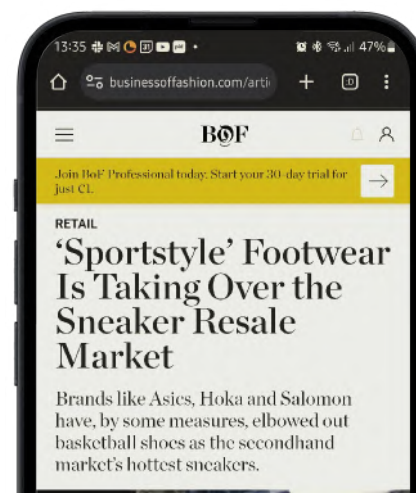 13:35
47%
businessoffashion.com/arti
:D
BOF
Join BoF Professional today. Start your 30-day trial for
just €1.
RETAIL
‘Sportstyle’ Footwear
Is Taking Over the
Sneaker Resale
Market
Brands like Asics, Hoka and Salomon
have, by some measures, elbowed out
basketball shoes as the secondhand
market’s hottest sneakers.